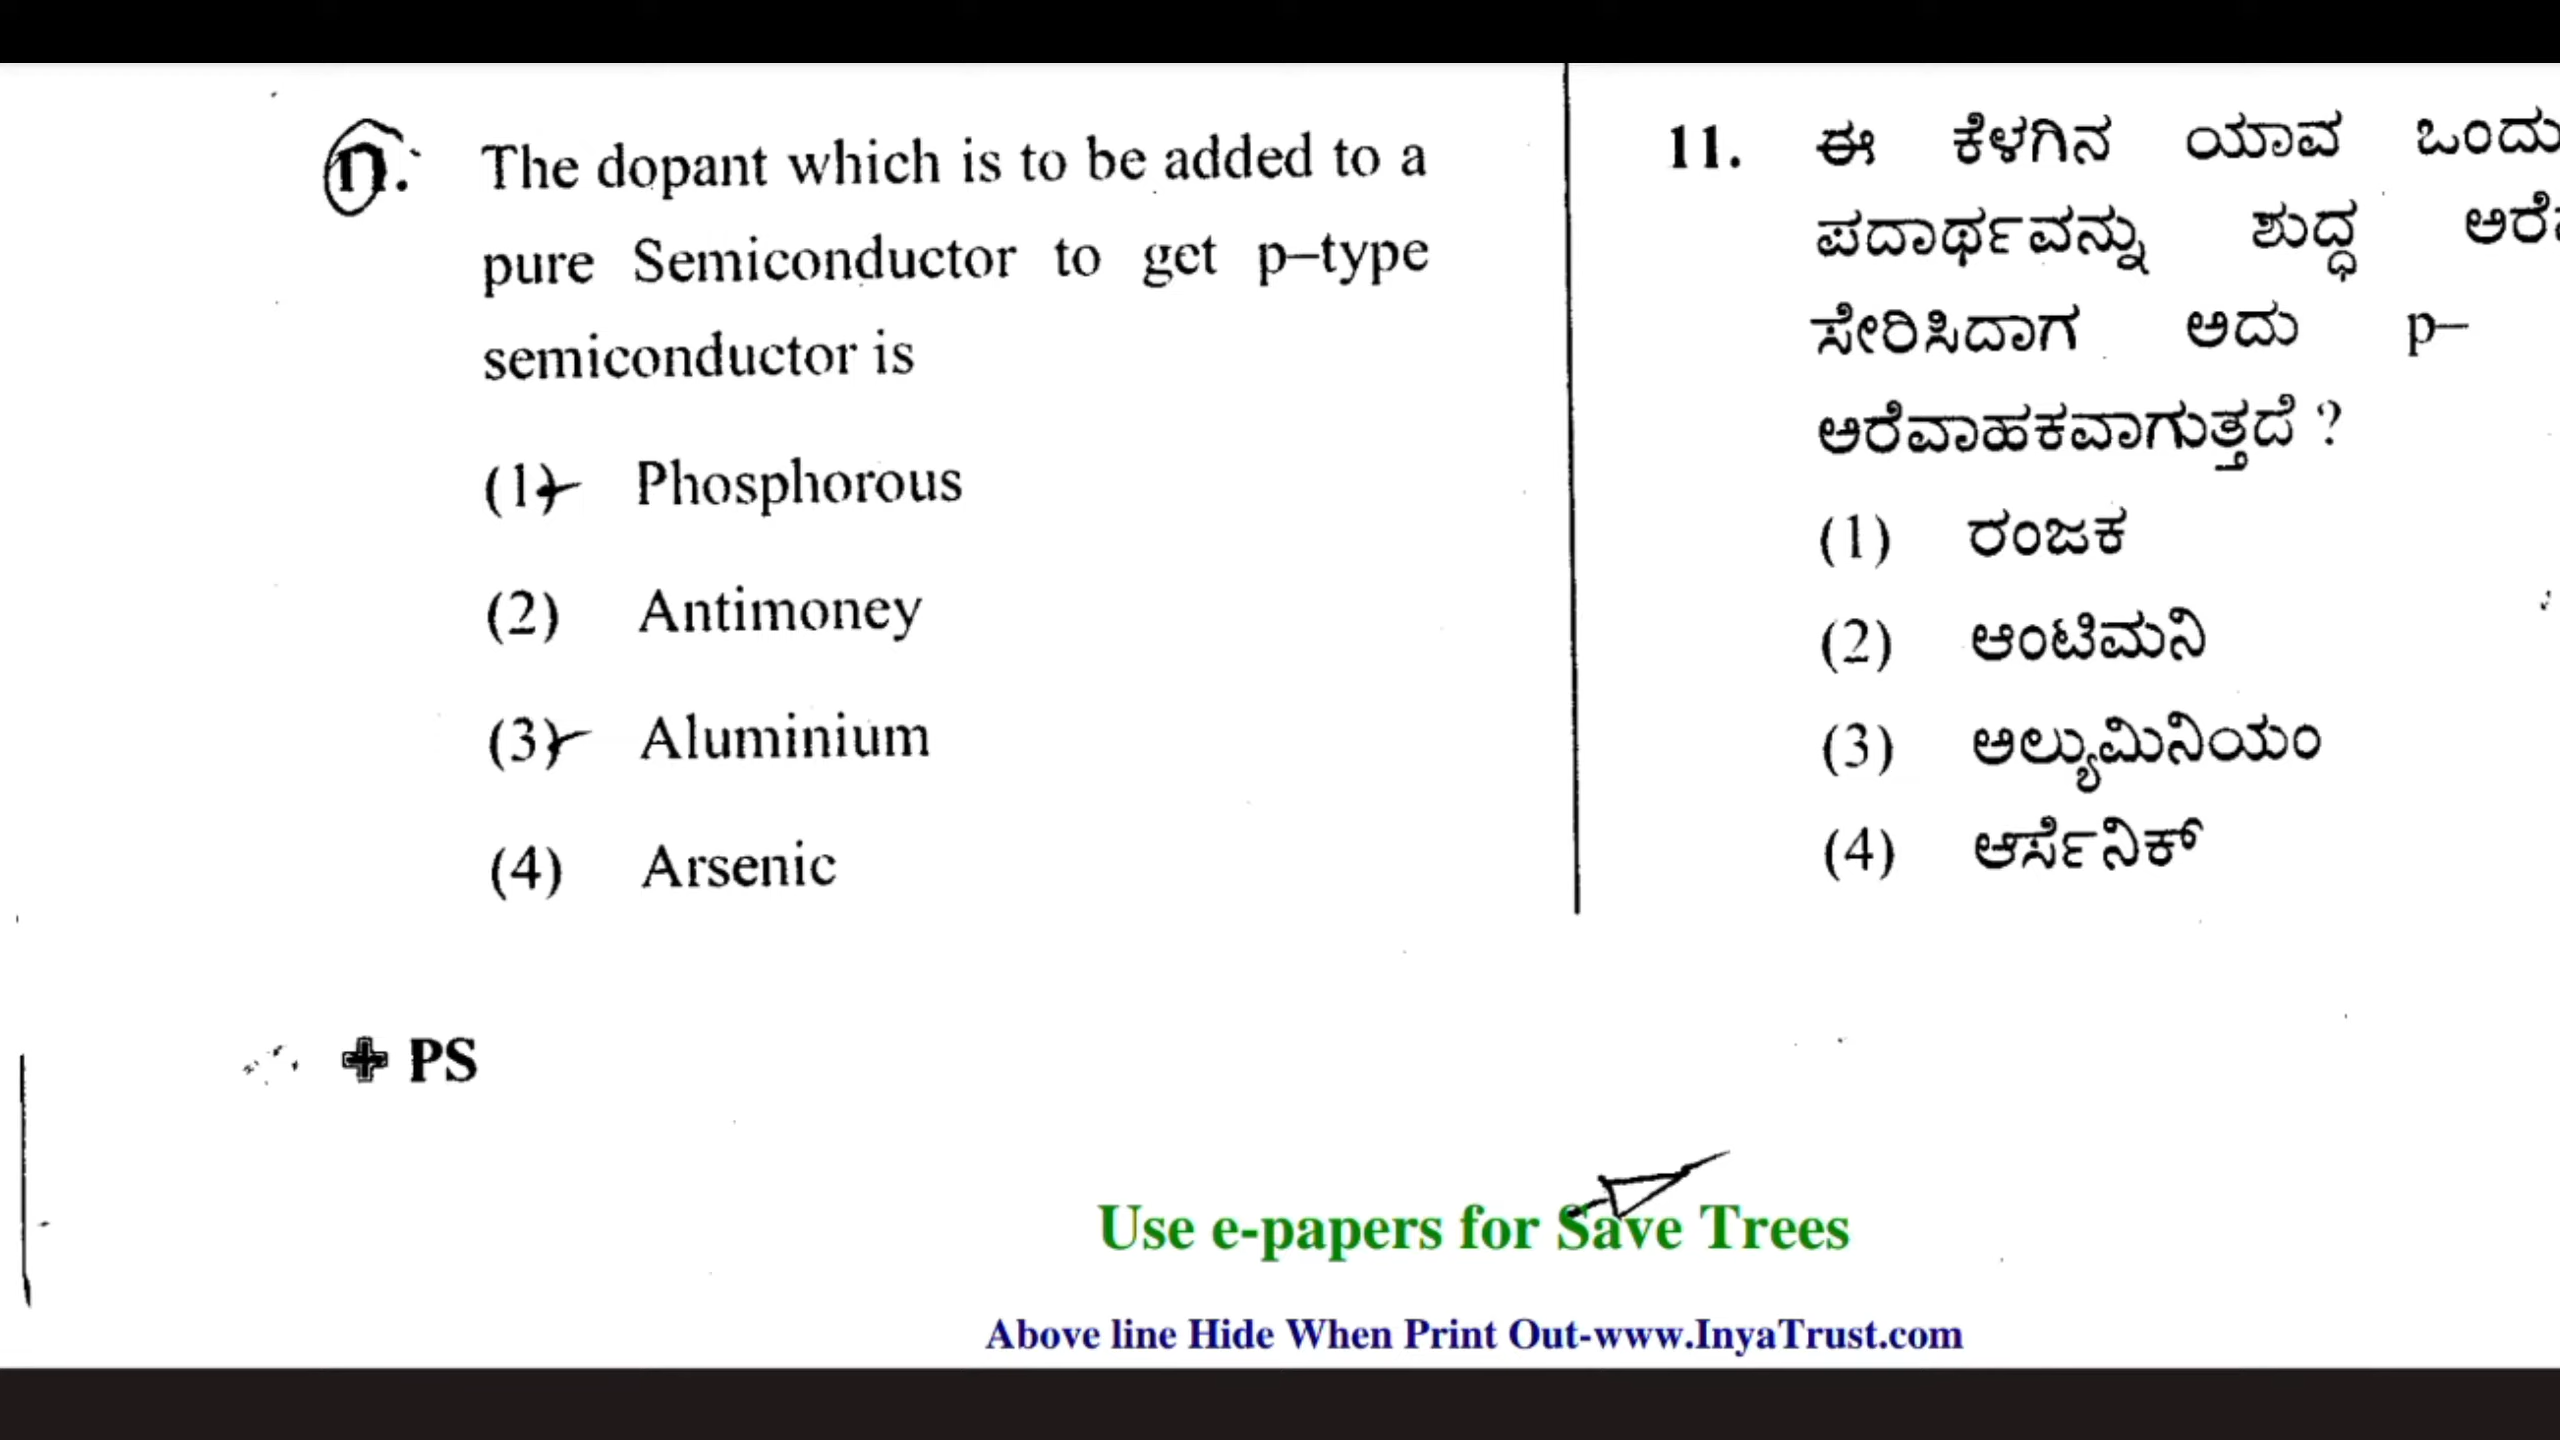 11. The dopant which is to be added to a
pure Semiconductor to get p–type
semiconductor is
(1) Phosphorous
(2) Antimoney
(3) Aluminium
(4) Arsenic
11. ಈ ಕೆಳಗಿನ ಯಾವ ಒಂದು
ಪದಾರ್ಥವನ್ನು ಶುದ್ಧ
ಸೇರಿಸಿದಾಗ ಅದು p–
ಅರೆವಾಹಕವಾಗುತ್ತದೆ ?
(1) ರಂಜಕ
(2) ಆಂಟಿಮನಿ
(3) ಅಲ್ಯುಮಿನಿಯಂ
(4) ಆರ್ಸೆನಿಕ್
PS
Use e-papers for Save Trees
Above line Hide When Print Out-www.InyaTrust.com